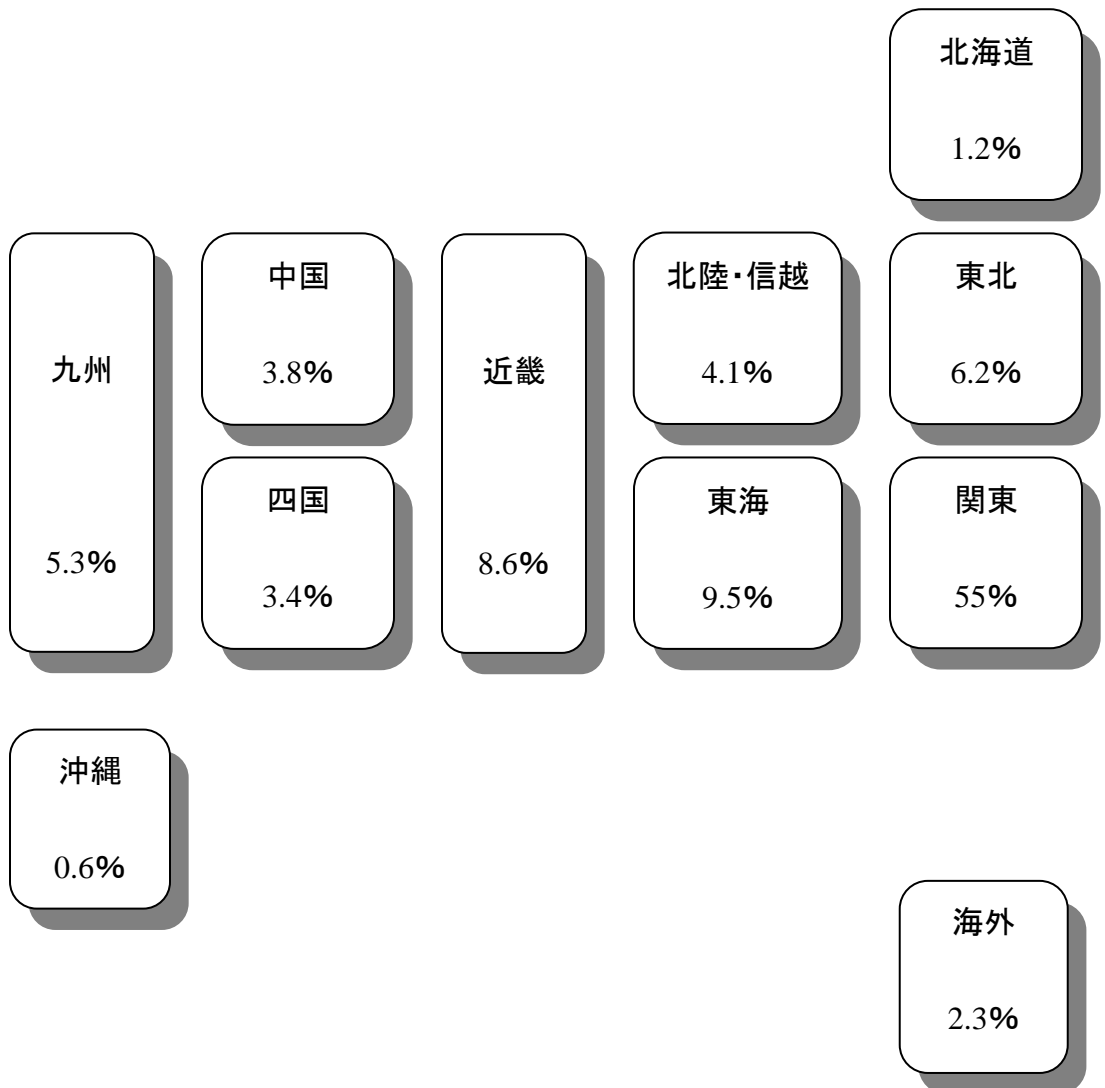 北海道
1.2%
九州
5.3%
中国
3.8%
四国
3.4%
近畿
8.6%
北陸・信越
4.1%
東海
9.5%
東北
6.2%
関東
55%
沖縄
0.6%
海外
2.3%